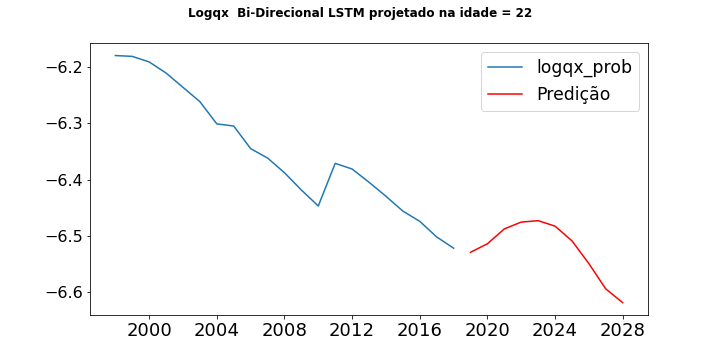 Logqx  Bi-Direcional LSTM projetado na idade = 22
logqx_prob
Predição
−6.2
−6.3
−6.4
−6.5
−6.6
2000 2004 2008 2012 2016 2020 2024 2028